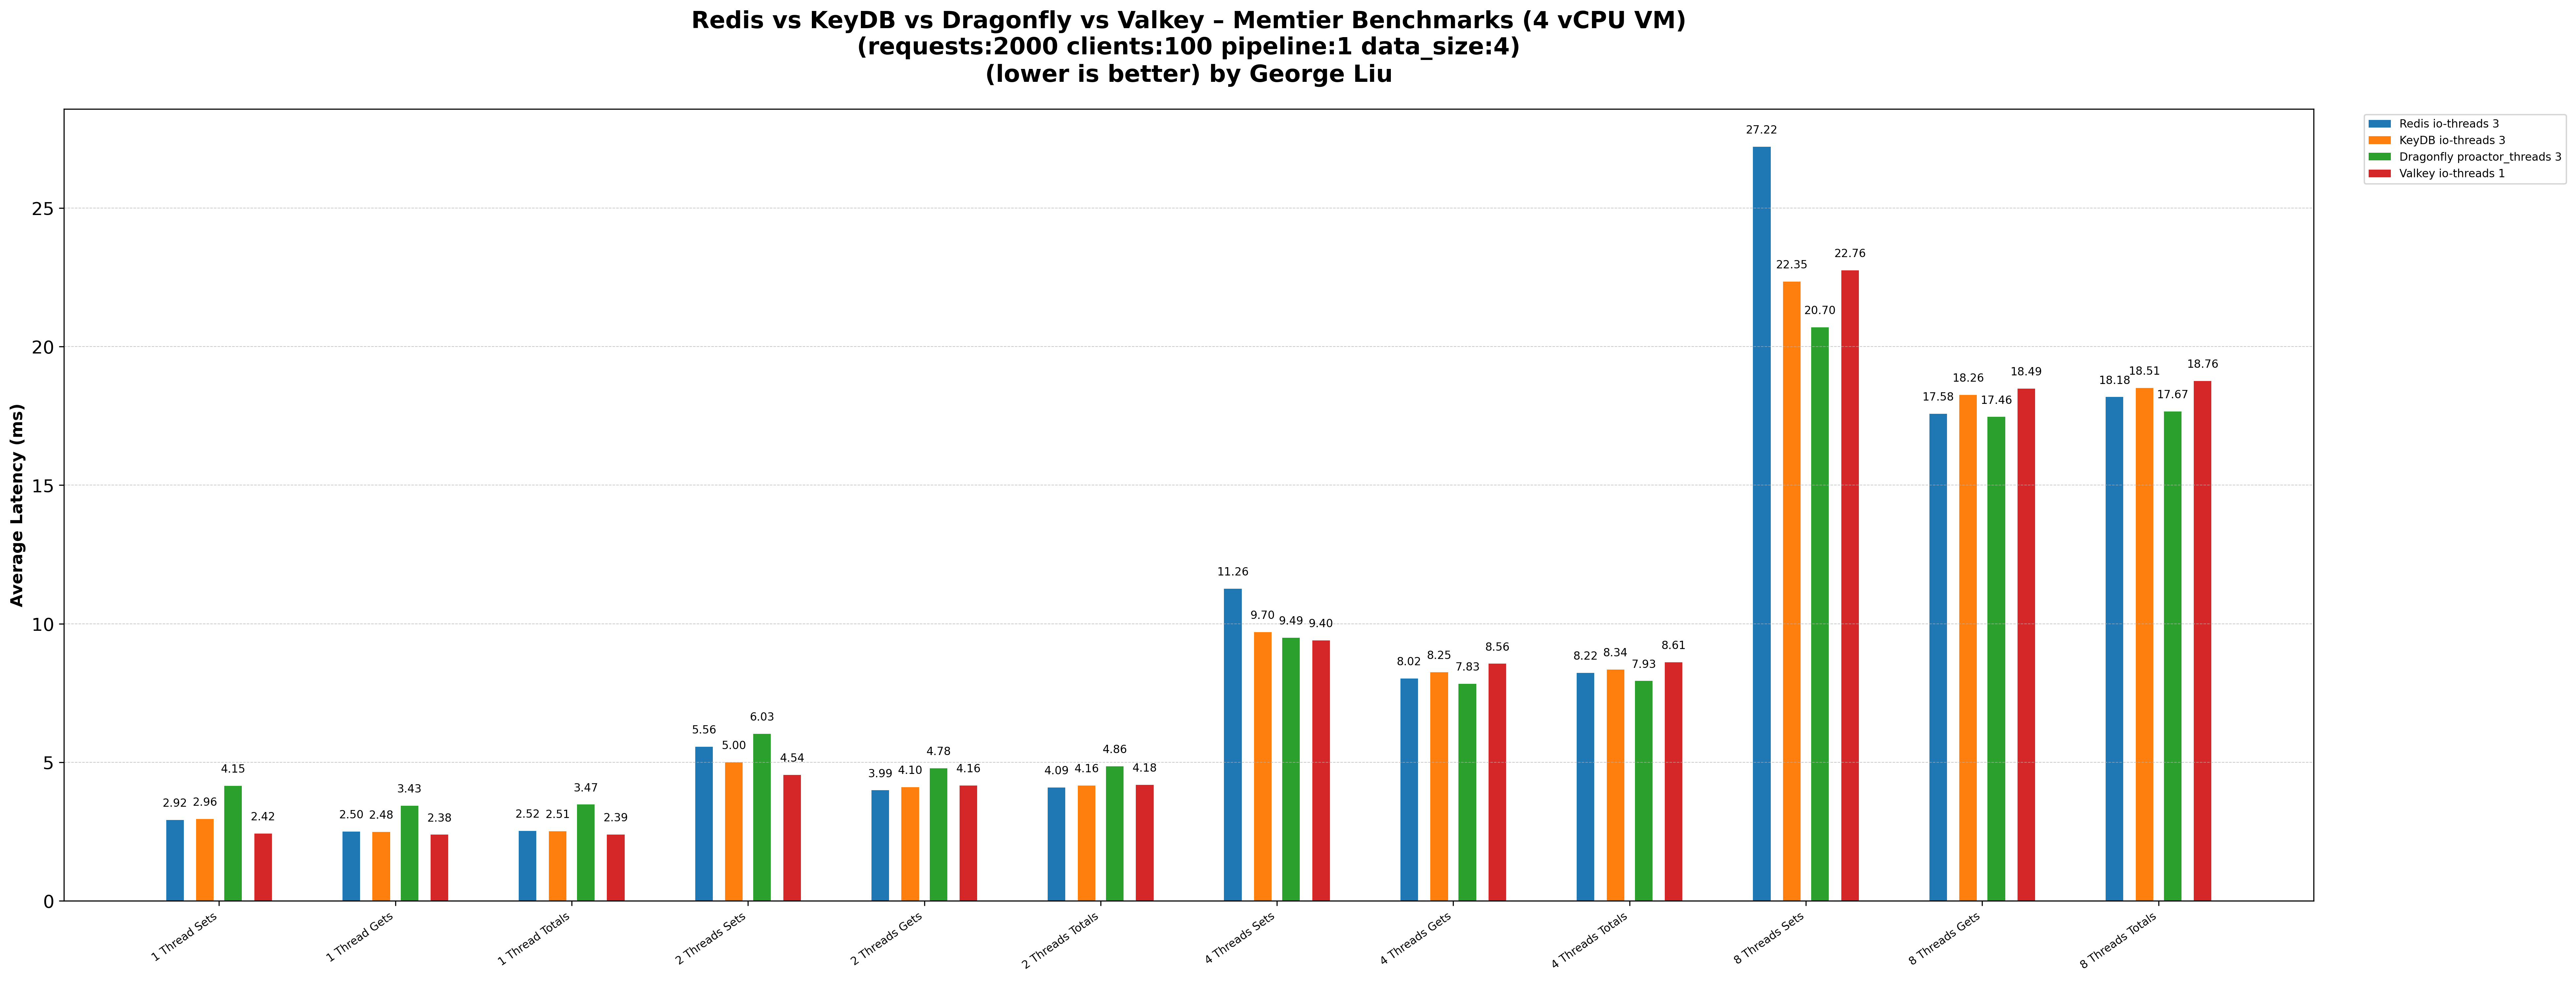 Redis vs KeyDB vs Dragonfly vs Valkey – Memtier Benchmarks (4 vCPU VM)
(requests:2000 clients:100 pipeline:1 data_size:4)
(lower is better) by George Liu
Redis io-threads 3
KeyDB io-threads 3
Dragonfly proactor_threads 3
Valkey io-threads 1
Average Latency (ms)
25
20
15
10
5
0
2.92 2.96 4.15 2.42
2.50 2.48 3.43 2.38
2.52 2.51 3.47 2.39
5.56 5.00 6.03 4.54
3.99 4.10 4.78 4.16
4.09 4.16 4.86 4.18
11.26 9.70 9.49 9.40
8.02 8.25 7.83 8.56
8.22 8.34 7.93 8.61
27.22 22.35 20.70 22.76
17.58 18.26 17.46 18.49
18.18 18.51 17.67 18.76
1 Thread Sets
1 Thread Gets
1 Thread Totals
2 Threads Sets
2 Threads Gets
2 Threads Totals
4 Threads Sets
4 Threads Gets
4 Threads Totals
8 Threads Sets
8 Threads Gets
8 Threads Totals